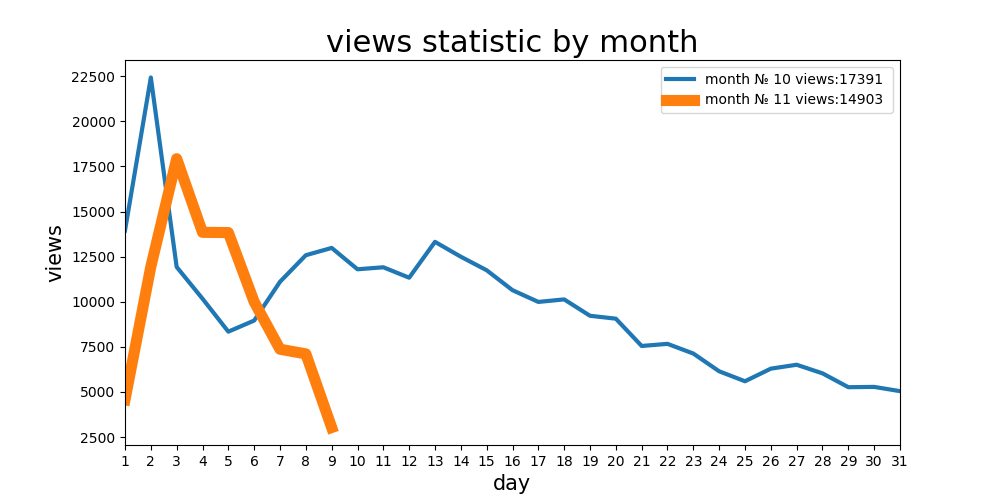 views statistic by month
month № 10 views:17391
month № 11 views:14903
views
22500
20000
17500
15000
12500
10000
7500
5000
2500
1 2 3 4 5 6 7 8 9 10 11 12 13 14 15 16 17 18 19 20 21 22 23 24 25 26 27 28 29 30 31
day